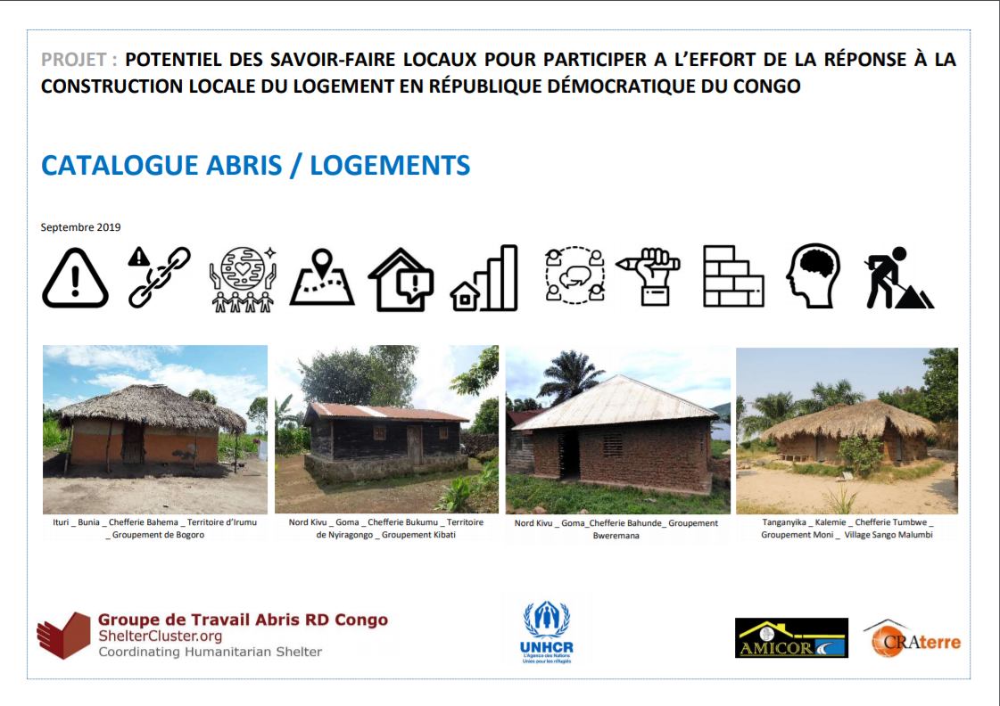 PROJET : POTENTIEL DES SAVOIR-FAIRE LOCAUX POUR PARTICIPER A L’EFFORT DE LA RÉPONSE À LA
CONSTRUCTION LOCALE DU LOGEMENT EN RÉPUBLIQUE DÉMOCRATIQUE DU CONGO
CATALOGUE ABRIS / LOGEMENTS
Septembre 2019
Ituri _ Bunia _ Chefferie Bahema _ Territoire d’Irumu
_ Groupement de Bogoro
Nord Kivu _ Goma _ Chefferie Bukumu _ Territoire
de Nyiragongo _ Groupement Kibati
Nord Kivu _ Goma_Chefferie Bahunde_ Groupement
Bweremana
Tanganyika _ Kalemie _ Chefferie Tumbwe _
Groupement Moni _ Village Sango Malumbi
Groupe de Travail Abris RD Congo
ShelterCluster.org
Coordinating Humanitarian Shelter
UNHCR
L'Agence des Nations
Unies pour les réfugiés
AMICOR
CRAterre